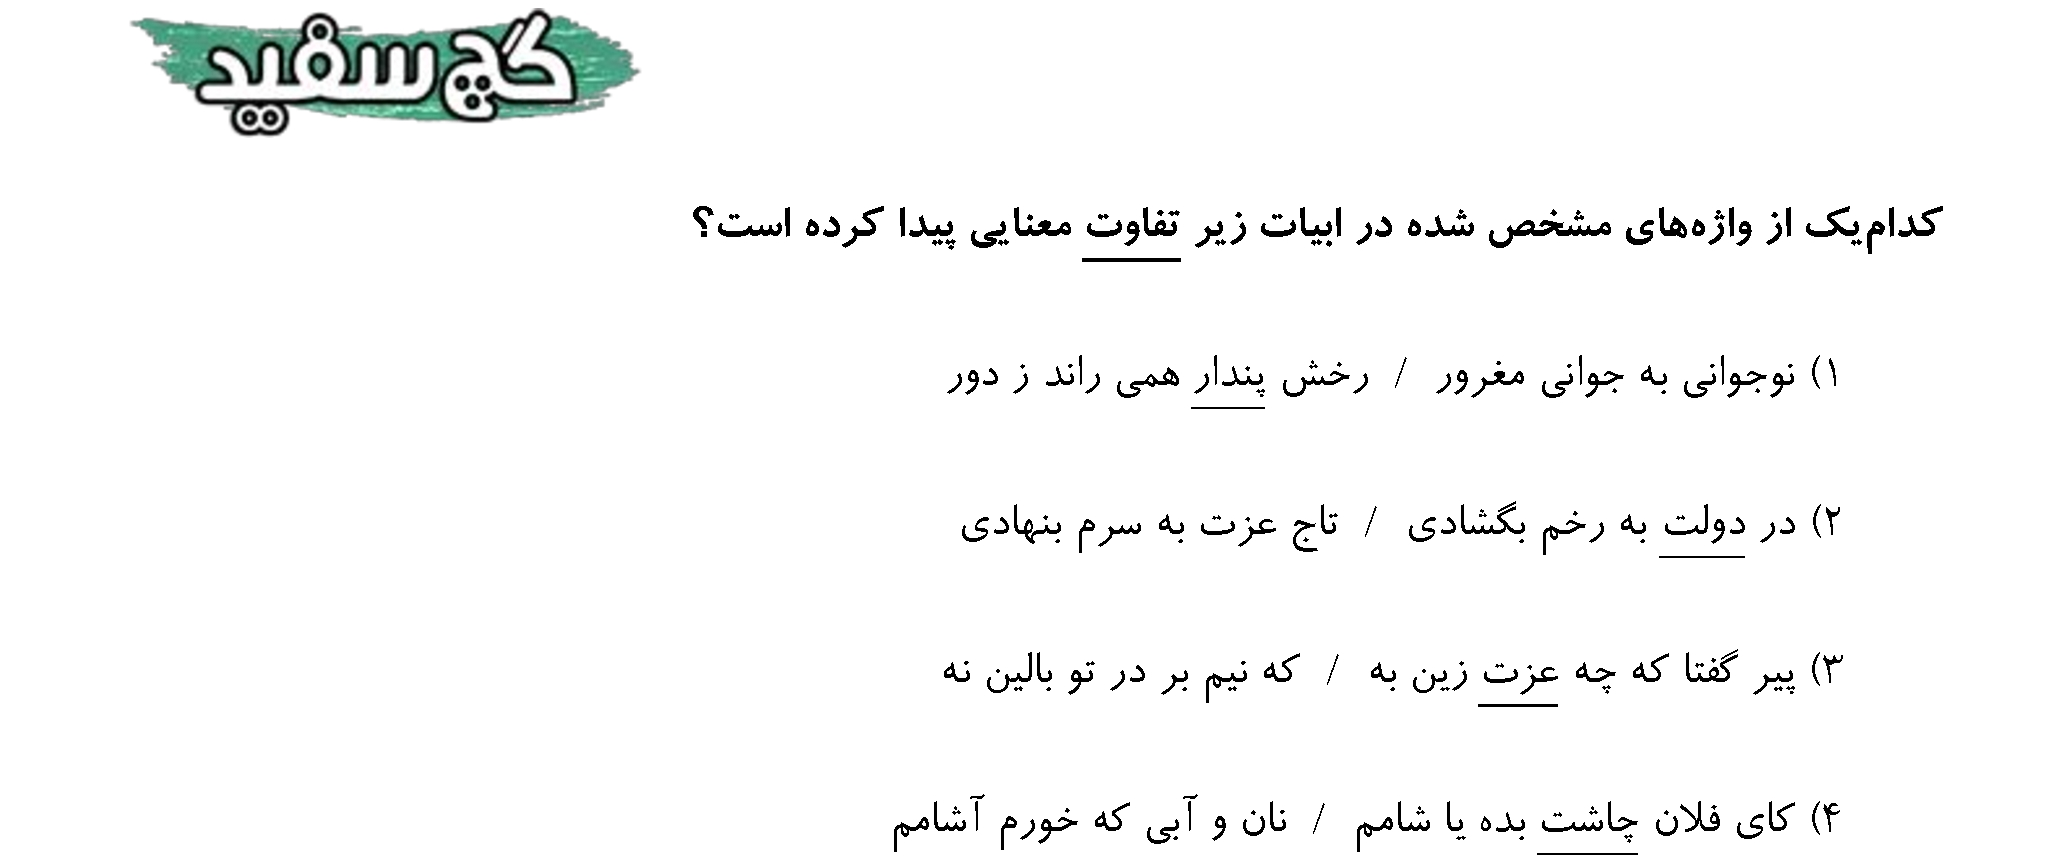 گچ سفید
کدام‌یک از واژه‌های مشخص شده در ابیات زیر تفاوت معنایی پیدا کرده است؟
۱) نوجوانی به جوانی مغرور / رخش پندار همی راند ز دور
۲) در دولت به رخم بگشادی / تاج عزت به سرم بنهادی
۳) پیر گفتا که چه عزت زین به / که نیم بر در تو بالین نه
۴) کای فلان چاشت بده یا شامم / نان و آبی که خورم آشامم